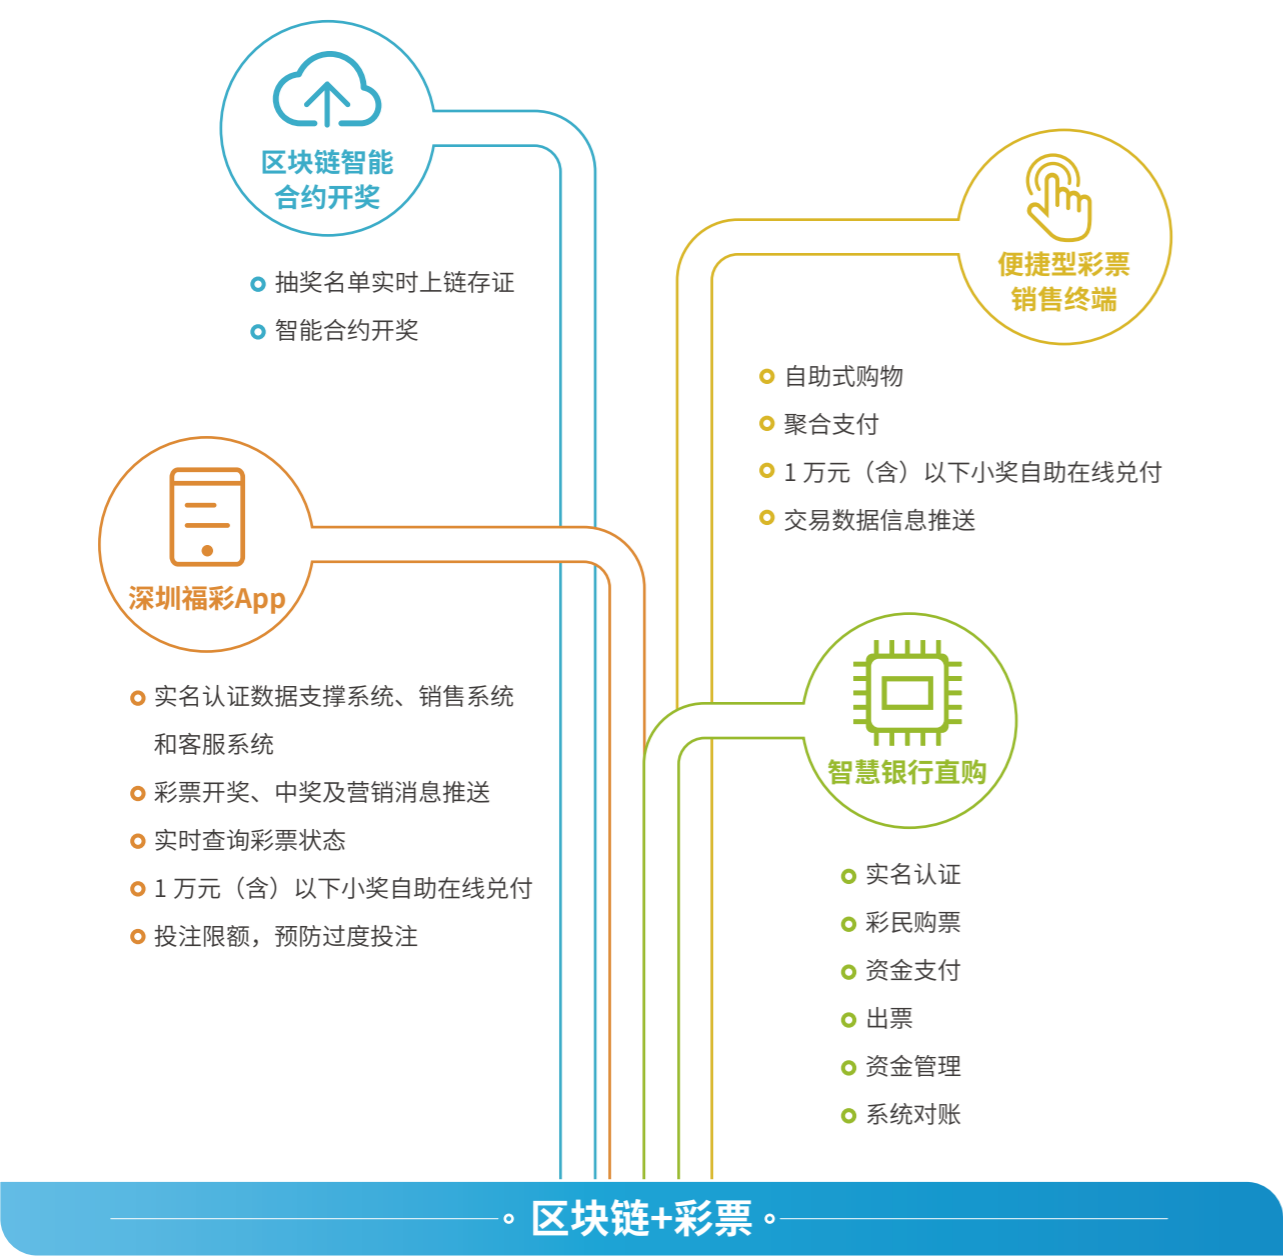 区块链智能
合约开奖
抽奖名单实时上链存证
智能合约开奖
便捷型彩票
销售终端
自助式购物
聚合支付
1 万元（含）以下小奖自助在线兑付
交易数据信息推送
深圳福彩App
实名认证数据支撑系统、销售系统
和客服系统
彩票开奖、中奖及营销消息推送
实时查询彩票状态
1 万元（含）以下小奖自助在线兑付
投注限额，预防过度投注
智慧银行直购
实名认证
彩民购票
资金支付
出票
资金管理
系统对账
区块链+彩票